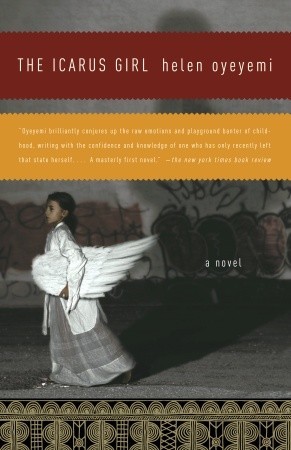 THE ICARUS GIRL helen oyeyemi
"Oyeyemi brilliantly conjures up the raw emotions and playground banter of child-
hood, writing with the confidence and knowledge of one who has only recently left
that state herself. . . . A masterly first novel." —the new york times book review
a novel